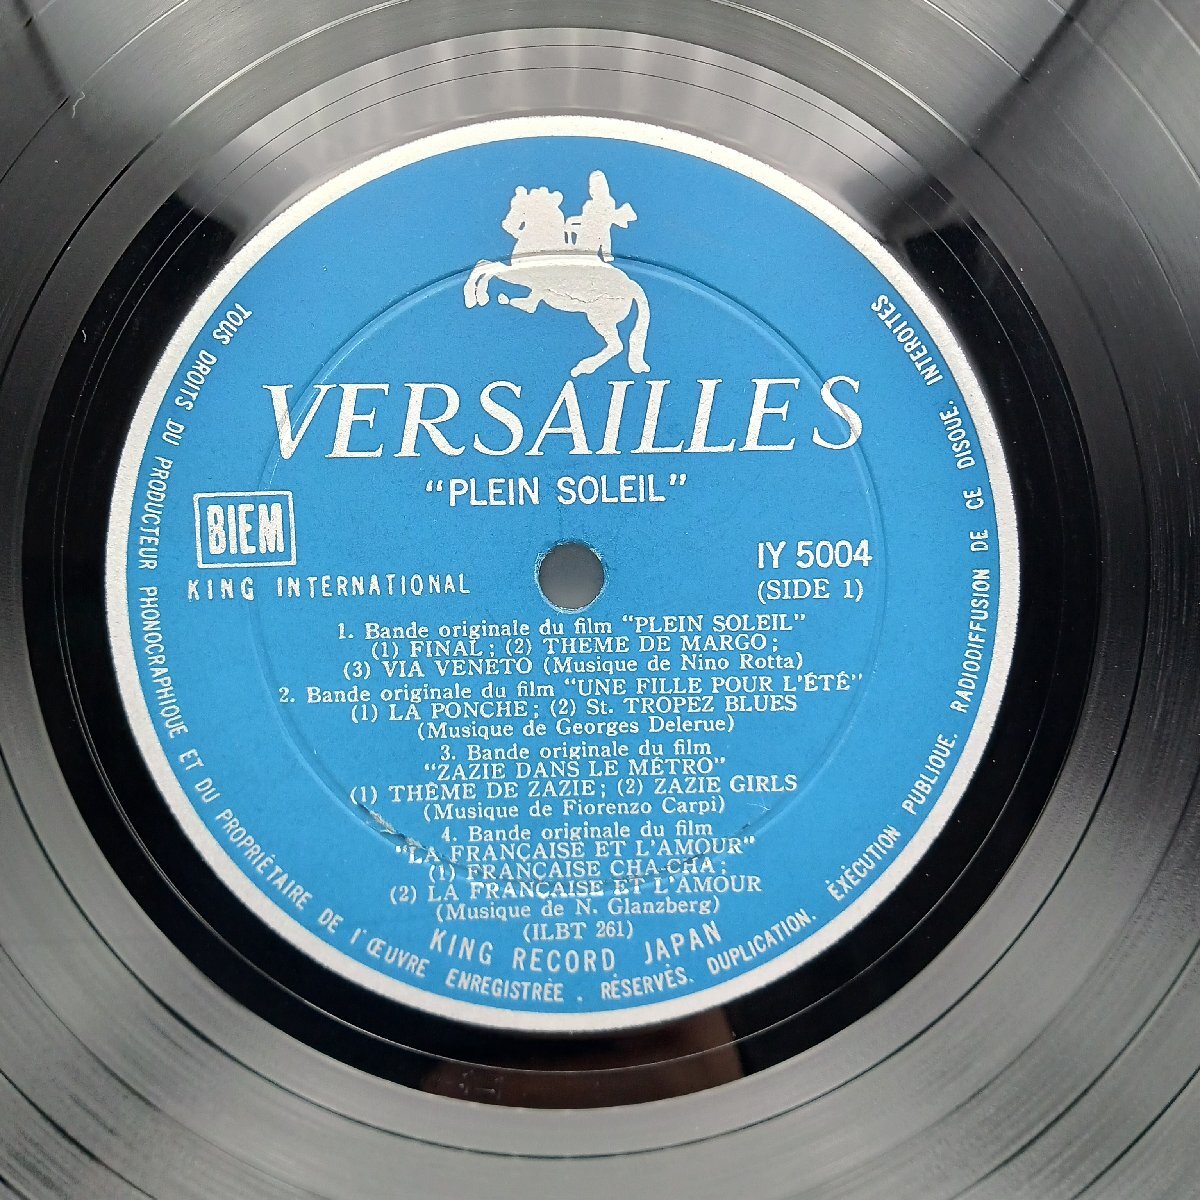 VERSAILLES
"PLEIN SOLEIL"
BIEM
KING INTERNATIONAL
IY 5004
(SIDE 1)
1. Bande originale du film "PLEIN SOLEIL"
(1) FINAL; (2) THEME DE MARGO;
(3) VIA VENETO (Musique de Nino Rotta)
2. Bande originale du film "UNE FILLE POUR L'ÉTÉ"
(1) LA PONCHE; (2) St. TROPEZ BLUES
(Musique de Georges Delerue)
3. Bande originale du film
"ZAZIE DANS LE MÉTRO"
(1) THÊME DE ZAZIE; (2) ZAZIE GIRLS
(Musique de Fiorenzo Carpi)
4. Bande originale du film
"LA FRANÇAISE ET L'AMOUR"
(1) FRANÇAISE CHA-CHA;
(2) LA FRANÇAISE ET L'AMOUR
(Musique de N. Glanzberg)
(ILBT 261)
KING RECORD JAPAN
TOUS DROITS DU PRODUCTEUR PHONOGRAPHIQUE ET DU PROPRIÉTAIRE DE L'ŒUVRE ENREGISTRÉE . RÉSERVÉS. DUPLICATION. ÉXÉCUTION PUBLIQUE. RADIODIFFUSION DE CE DISQUE. INTERDITES